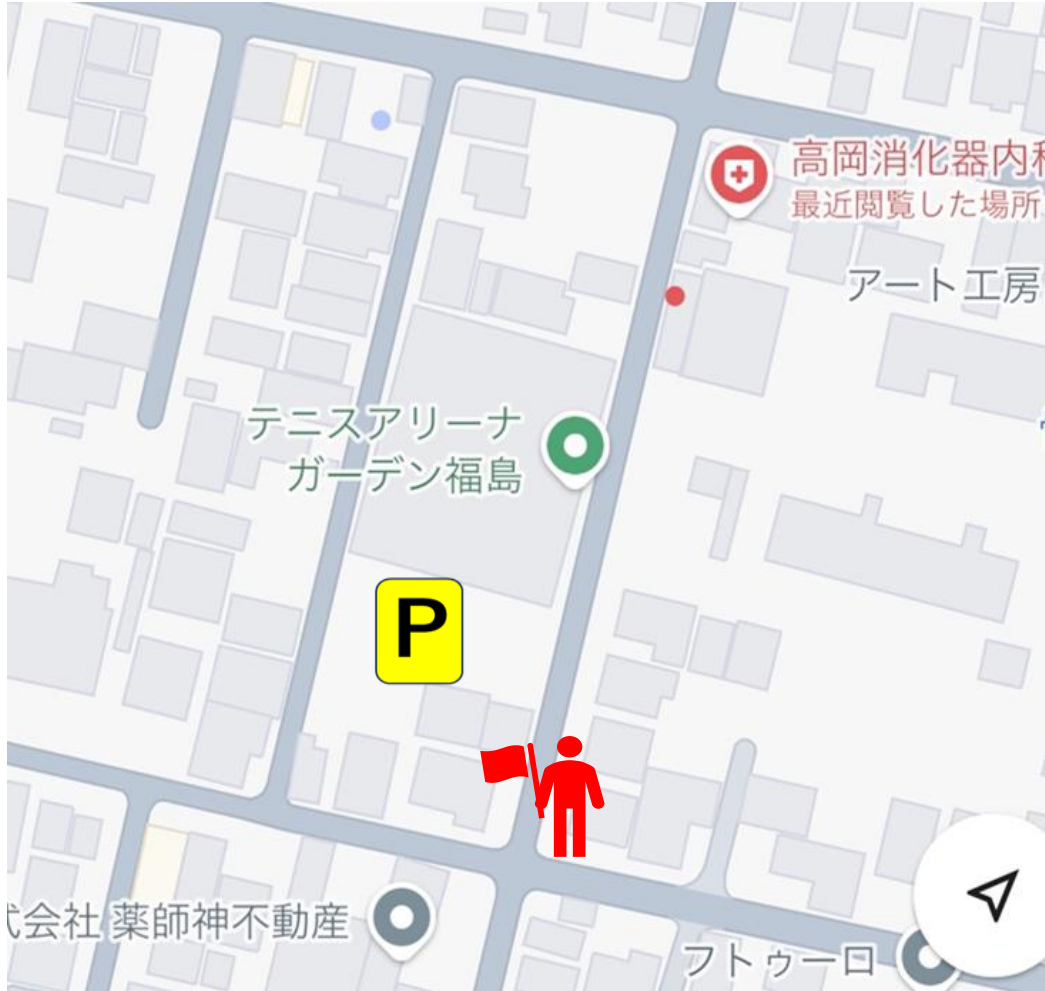 高岡消化器内科
最近閲覧した場所
アート工房
テニスアリーナ
ガーデン福島
P
式会社 薬師神不動産
フトゥーロ